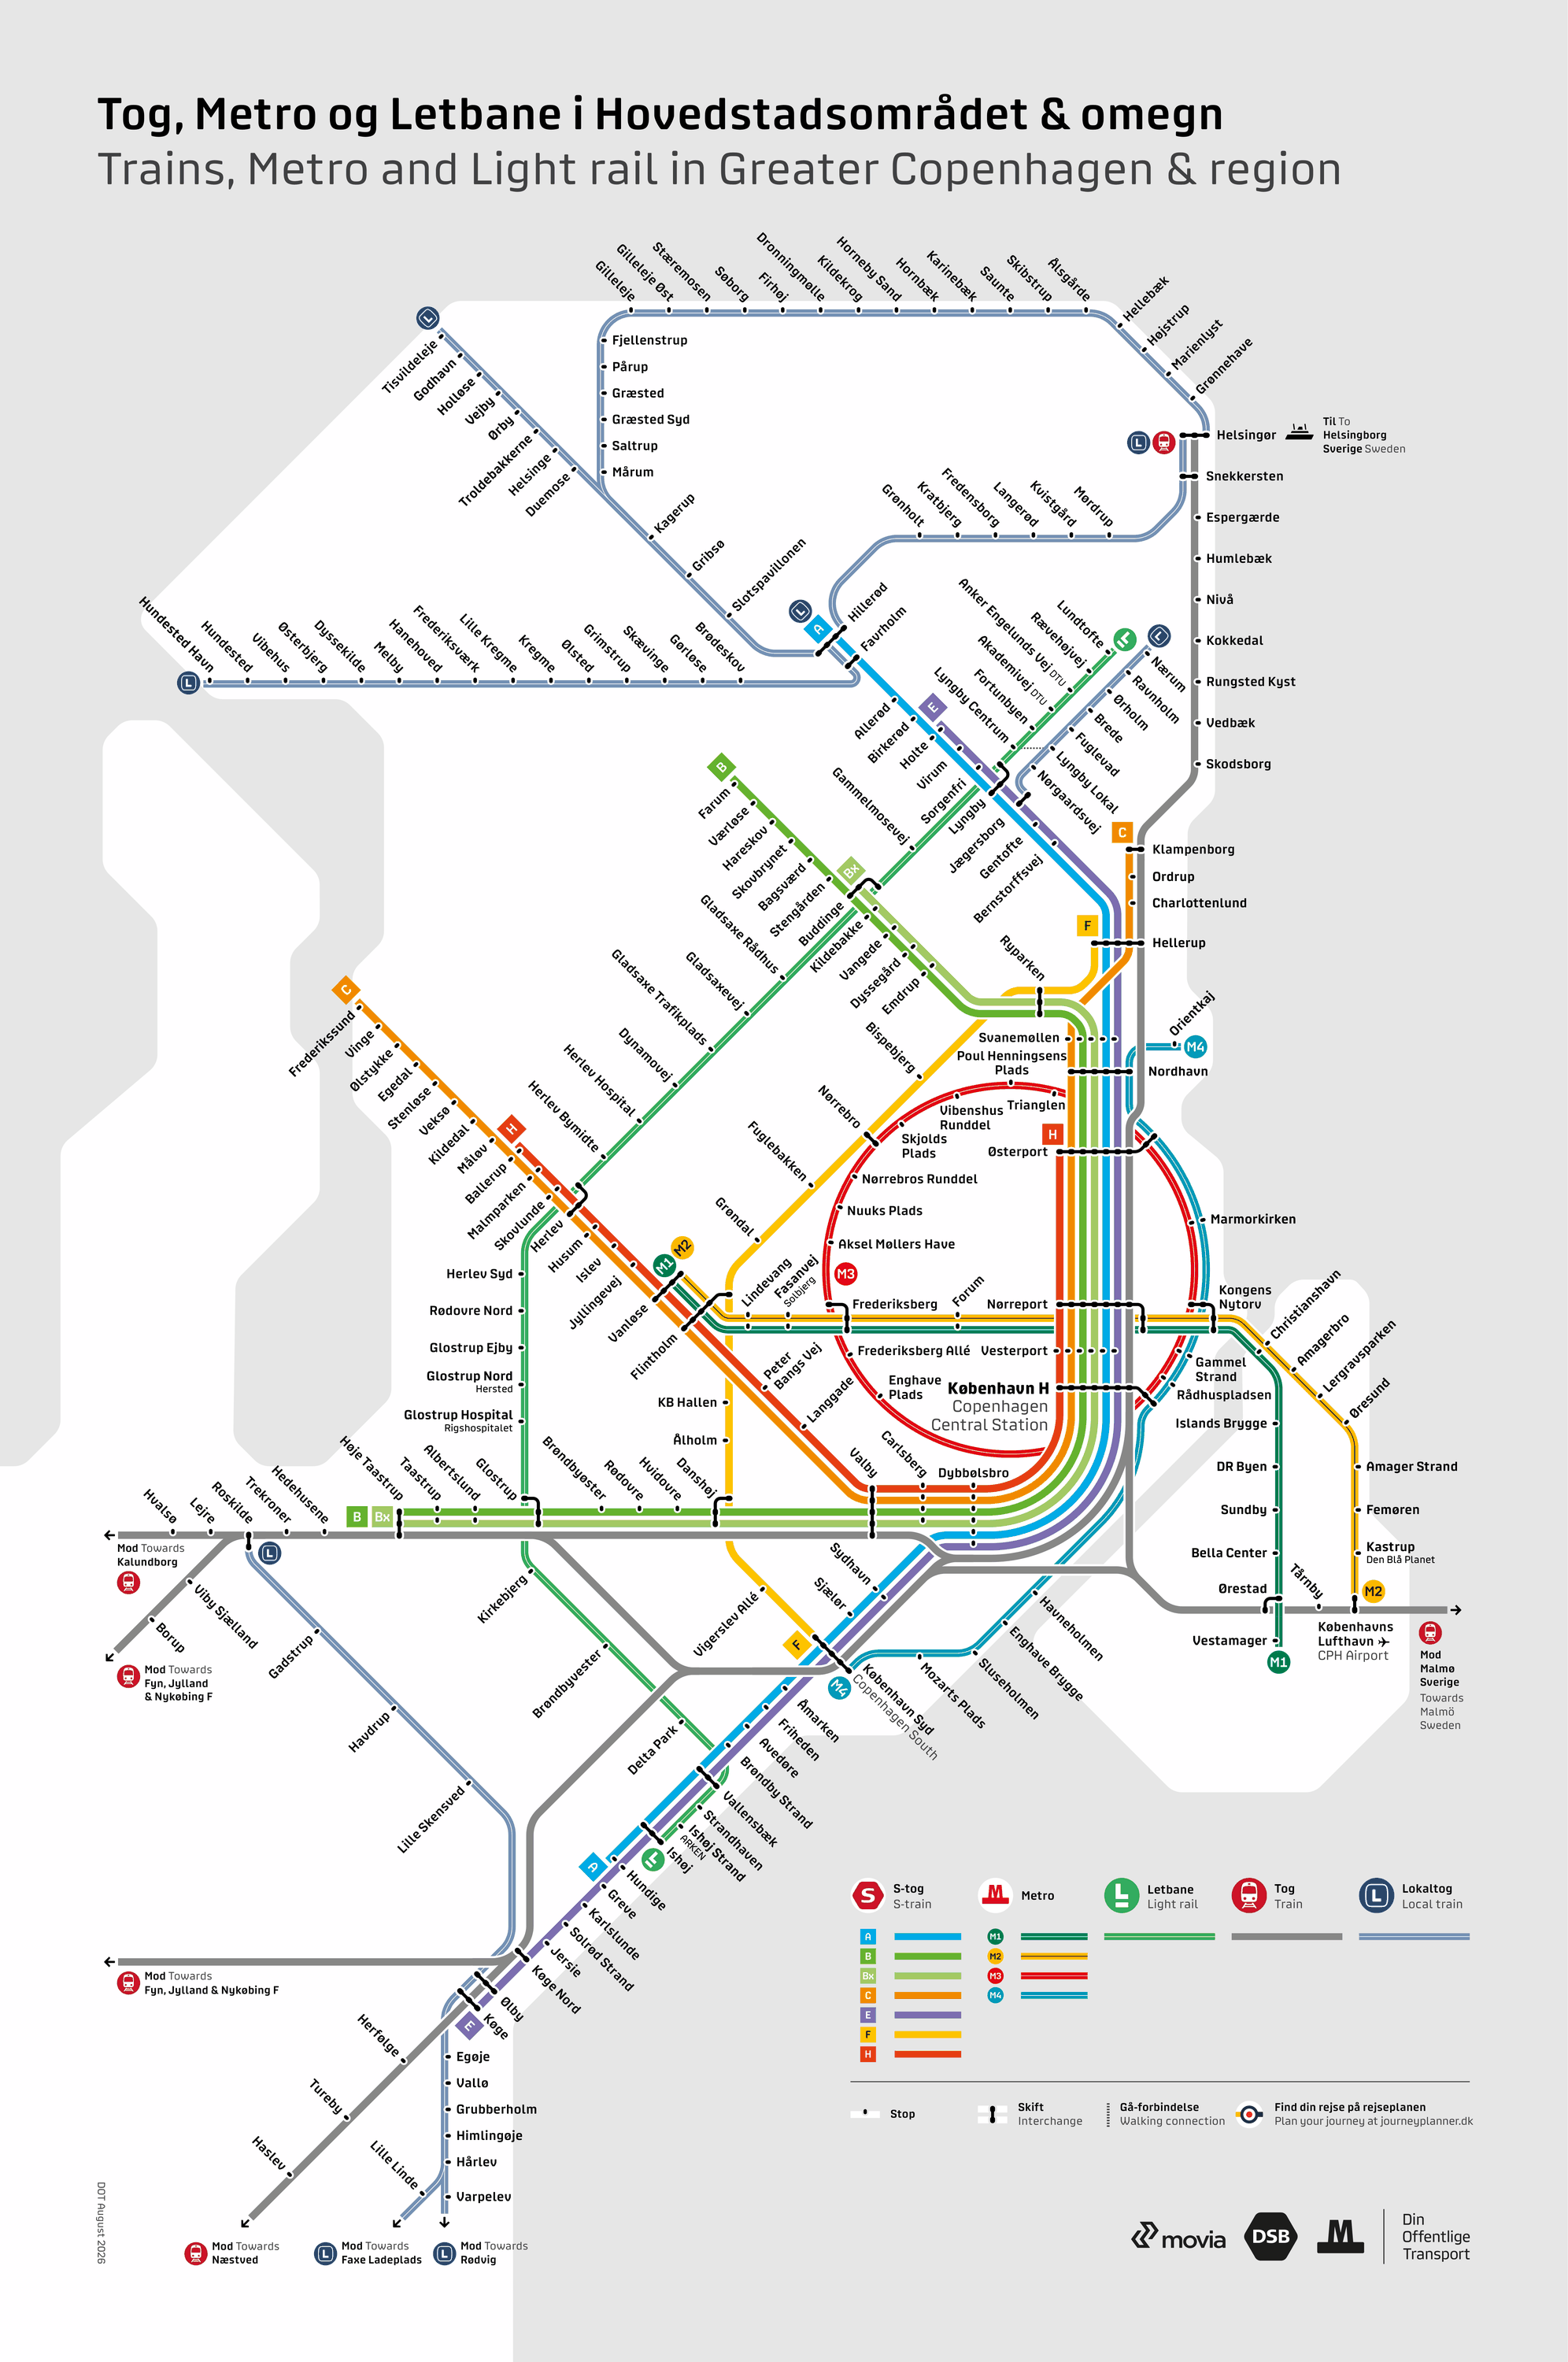 Tog, Metro og Letbane i Hovedstadsområdet & omegn
Trains, Metro and Light rail in Greater Copenhagen & region
Gilleleje
Gilleleje Øst
Stæremosen
Søborg
Firhøj
Dronningmølle
Kildekrog
Horneby Sand
Hornbæk
Karinebæk
Saunte
Skibstrup
Ålsgårde
Hellebæk
Højstrup
Marienlyst
Grønnehave
L
Tisvildeleje
Godhavn
Holløse
Vejby
Ørby
Troldebakkerne
Helsinge
Duemose
Fjellenstrup
Pårup
Græsted
Græsted Syd
Saltrup
Mårum
Kagerup
Gribsø
Slotspavillonen
L
Helsingør
Til To
Helsingborg
Sverige Sweden
Snekkersten
Espergærde
Humlebæk
Nivå
Kokkedal
Rungsted Kyst
Vedbæk
Skodsborg
Grønholt
Kratbjerg
Fredensborg
Langerød
Kvistgård
Mørdrup
L
A
Hillerød
Favrholm
L
Hundested Havn
Hundested
Vibehus
Østerbjerg
Dyssekilde
Melby
Hanehoved
Frederiksværk
Lille Kregme
Kregme
Ølsted
Grimstrup
Skævinge
Gørløse
Brødeskov
Lundtofte
Rævehøjvej
Anker Engelunds Vej DTU
Akademivej DTU
Fortunbyen
Lyngby Centrum
L
L
Nærum
Ravnholm
Ørholm
Brede
Fuglevad
Lyngby Lokal
Nørgaardsvej
E
Allerød
Birkerød
Holte
Virum
Sorgenfri
Lyngby
Jægersborg
Gentofte
Bernstorffsvej
Gammelmosevej
B
Farum
Værløse
Hareskov
Skovbrynet
Bagsværd
Stengården
Buddinge
Bx
Kildebakke
Vangede
Dyssegård
Emdrup
C
Klampenborg
Ordrup
Charlottenlund
Hellerup
F
Ryparken
Gladsaxe Rådhus
Gladsaxevej
Gladsaxe Trafikplads
Dynamovej
Herlev Hospital
Herlev Bymidte
C
Frederikssund
Vinge
Ølstykke
Egedal
Stenløse
Veksø
Kildedal
Måløv
Ballerup
Malmparken
Skovlunde
Herlev
Husum
Islev
Jyllingevej
Vanløse
Flintholm
H
Bispebjerg
Nørrebro
Fuglebakken
Grøndal
Svanemøllen
Poul Henningsens
Plads
Nordhavn
Orientkaj
M4
Vibenshus
Runddel
Trianglen
Skjolds
Plads
H
Østerport
Nørrebros Runddel
Nuuks Plads
Aksel Møllers Have
M3
Marmorkirken
M1
M2
Lindevang
Fasanvej
Solbjerg
Frederiksberg
Forum
Nørreport
Kongens
Nytorv
Christianshavn
Amagerbro
Lergravsparken
Øresund
Frederiksberg Allé
Vesterport
Gammel
Strand
Rådhuspladsen
Enghave
Plads
København H
Copenhagen
Central Station
Peter
Bangs Vej
Langgade
KB Hallen
Ålholm
Herlev Syd
Rødovre Nord
Glostrup Ejby
Glostrup Nord
Hersted
Glostrup Hospital
Rigshospitalet
Islands Brygge
DR Byen
Sundby
Bella Center
Ørestad
Vestamager
M1
Amager Strand
Femøren
Kastrup
Den Blå Planet
M2
Tårnby
Københavns
Lufthavn
CPH Airport
Mod
Malmø
Sverige
Towards
Malmö
Sweden
Valby
Carlsberg
Dybbølsbro
Høje Taastrup
Taastrup
Albertslund
Glostrup
Brøndbyøster
Rødovre
Hvidovre
Danshøj
B
Bx
Hvalsø
Lejre
Roskilde
Trekroner
Hedehusene
Mod Towards
Kalundborg
L
Viby Sjælland
Borup
Mod Towards
Fyn, Jylland
& Nykøbing F
Gadstrup
Havdrup
Lille Skensved
Kirkebjerg
Brøndbyvester
Delta Park
Vigerslev Allé
F
Sydhavn
Sjælør
M4
København Syd
Copenhagen South
Mozarts Plads
Sluseholmen
Enghave Brygge
Havneholmen
Åmarken
Friheden
Avedøre
Brøndby Strand
Vallensbæk
Strandhaven
Ishøj Strand
ARKEN
Ishøj
L
A
Hundige
Greve
Karlslunde
Solrød Strand
Jersie
Køge Nord
Ølby
Køge
E
Mod Towards
Fyn, Jylland & Nykøbing F
Herfølge
Tureby
Haslev
Egøje
Vallø
Grubberholm
Himlingøje
Hårlev
Varpelev
Lille Linde
Mod Towards
Næstved
L
Mod Towards
Faxe Ladeplads
L
Mod Towards
Rødvig
S
S-tog
S-train
M
Metro
L
Letbane
Light rail
Tog
Train
L
Lokaltog
Local train
A
B
Bx
C
E
F
H
M1
M2
M3
M4
Stop
Skift
Interchange
Gå-forbindelse
Walking connection
Find din rejse på rejseplanen
Plan your journey at journeyplanner.dk
DOT August 2026
movia
DSB
M
Din
Offentlige
Transport